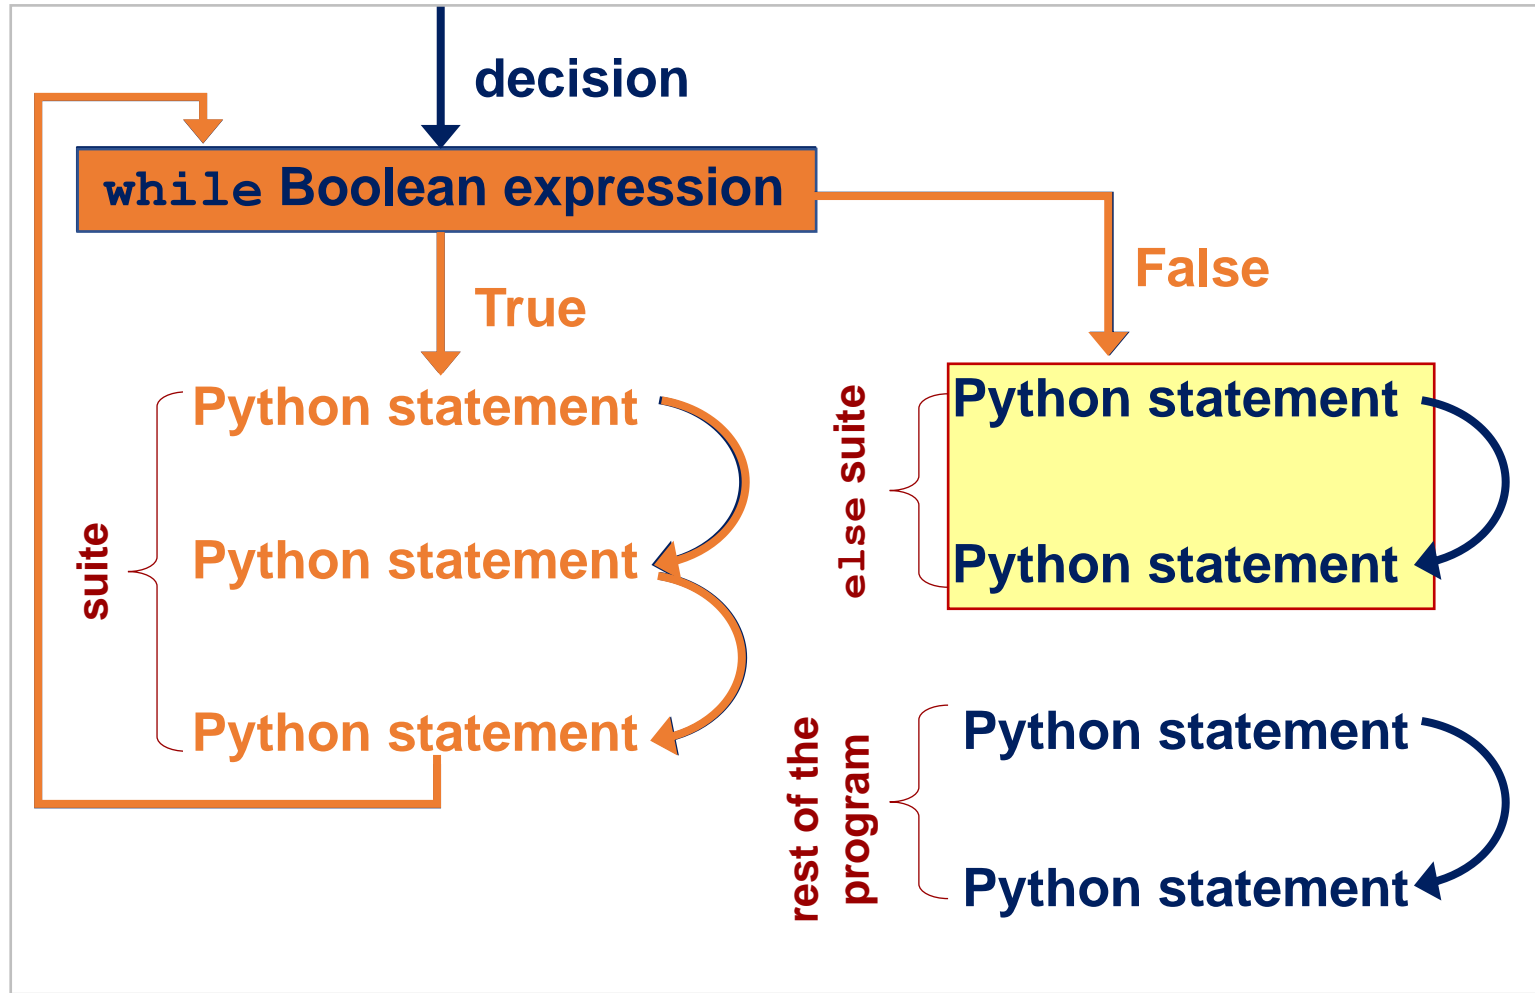 decision
while Boolean expression
True
False
suite
Python statement
Python statement
Python statement
else suite
Python statement
Python statement
rest of the
program
Python statement
Python statement